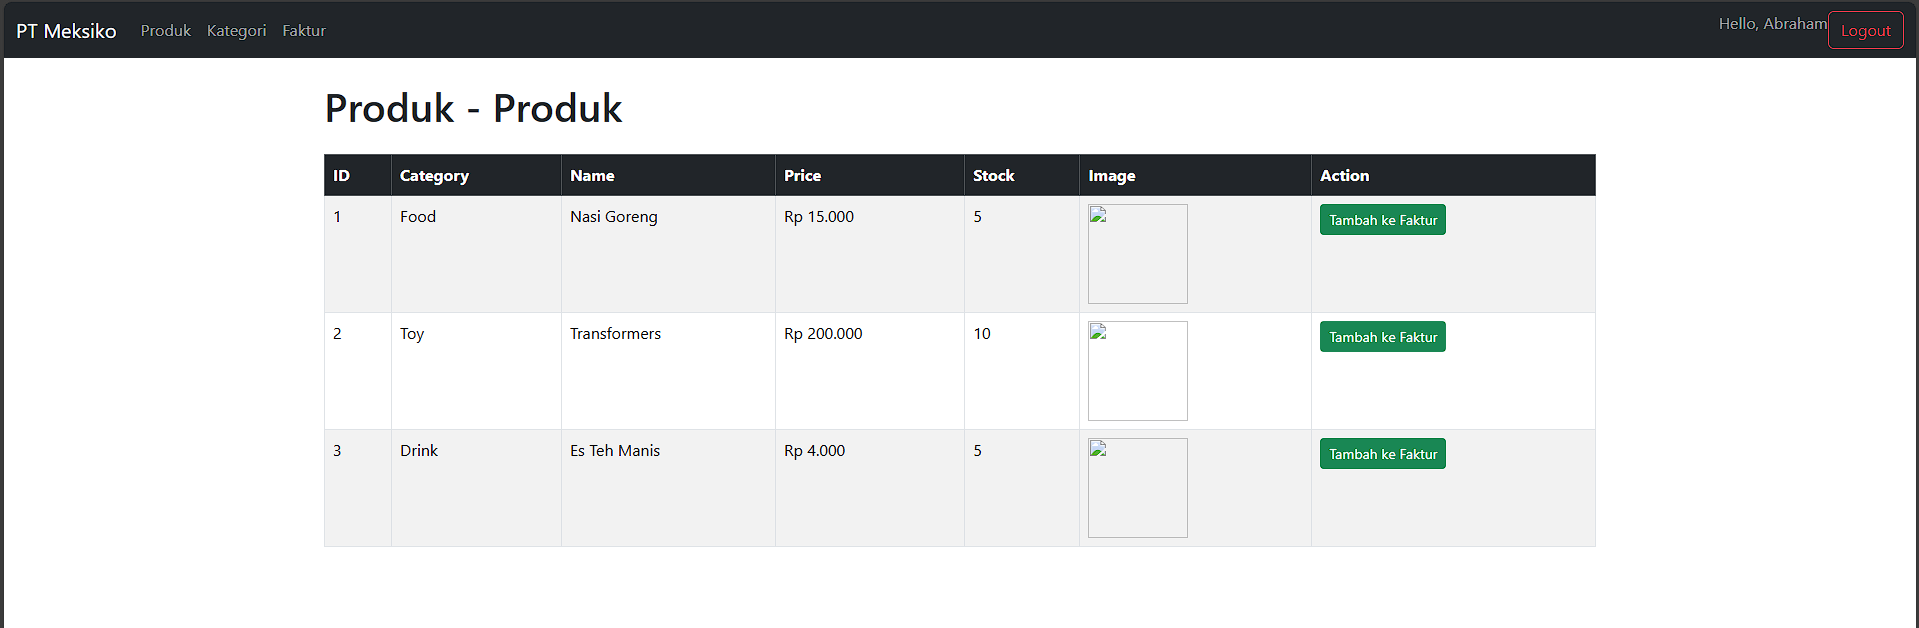 PT Meksiko Produk Kategori Faktur Hello, Abraham Logout
Produk - Produk
ID Category Name Price Stock Image Action
1 Food Nasi Goreng Rp 15.000 5 Tambah ke Faktur
2 Toy Transformers Rp 200.000 10 Tambah ke Faktur
3 Drink Es Teh Manis Rp 4.000 5 Tambah ke Faktur